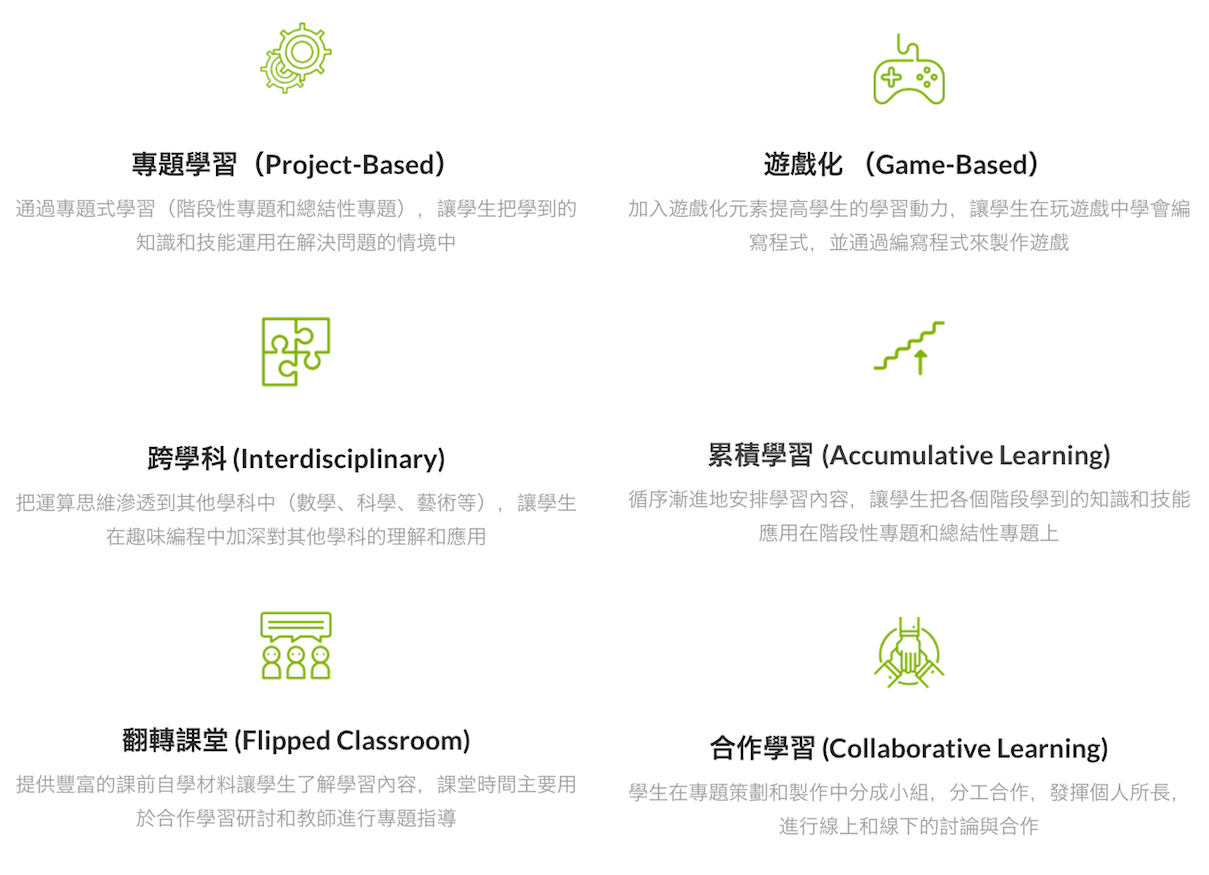 專題學習（Project-Based）
通過專題式學習（階段性專題和總結性專題），讓學生把學到的
知識和技能運用在解決問題的情境中
遊戲化 （Game-Based）
加入遊戲化元素提高學生的學習動力，讓學生在玩遊戲中學會編
寫程式，並通過編寫程式來製作遊戲
跨學科 (Interdisciplinary)
把運算思維滲透到其他學科中（數學、科學、藝術等），讓學生
在趣味編程中加深對其他學科的理解和應用
累積學習 (Accumulative Learning)
循序漸進地安排學習內容，讓學生把各個階段學到的知識和技能
應用在階段性專題和總結性專題上
翻轉課堂 (Flipped Classroom)
提供豐富的課前自學材料讓學生了解學習內容，課堂時間主要用
於合作學習研討和教師進行專題指導
合作學習 (Collaborative Learning)
學生在專題策劃和製作中分成小組，分工合作，發揮個人所長，
進行線上和線下的討論與合作